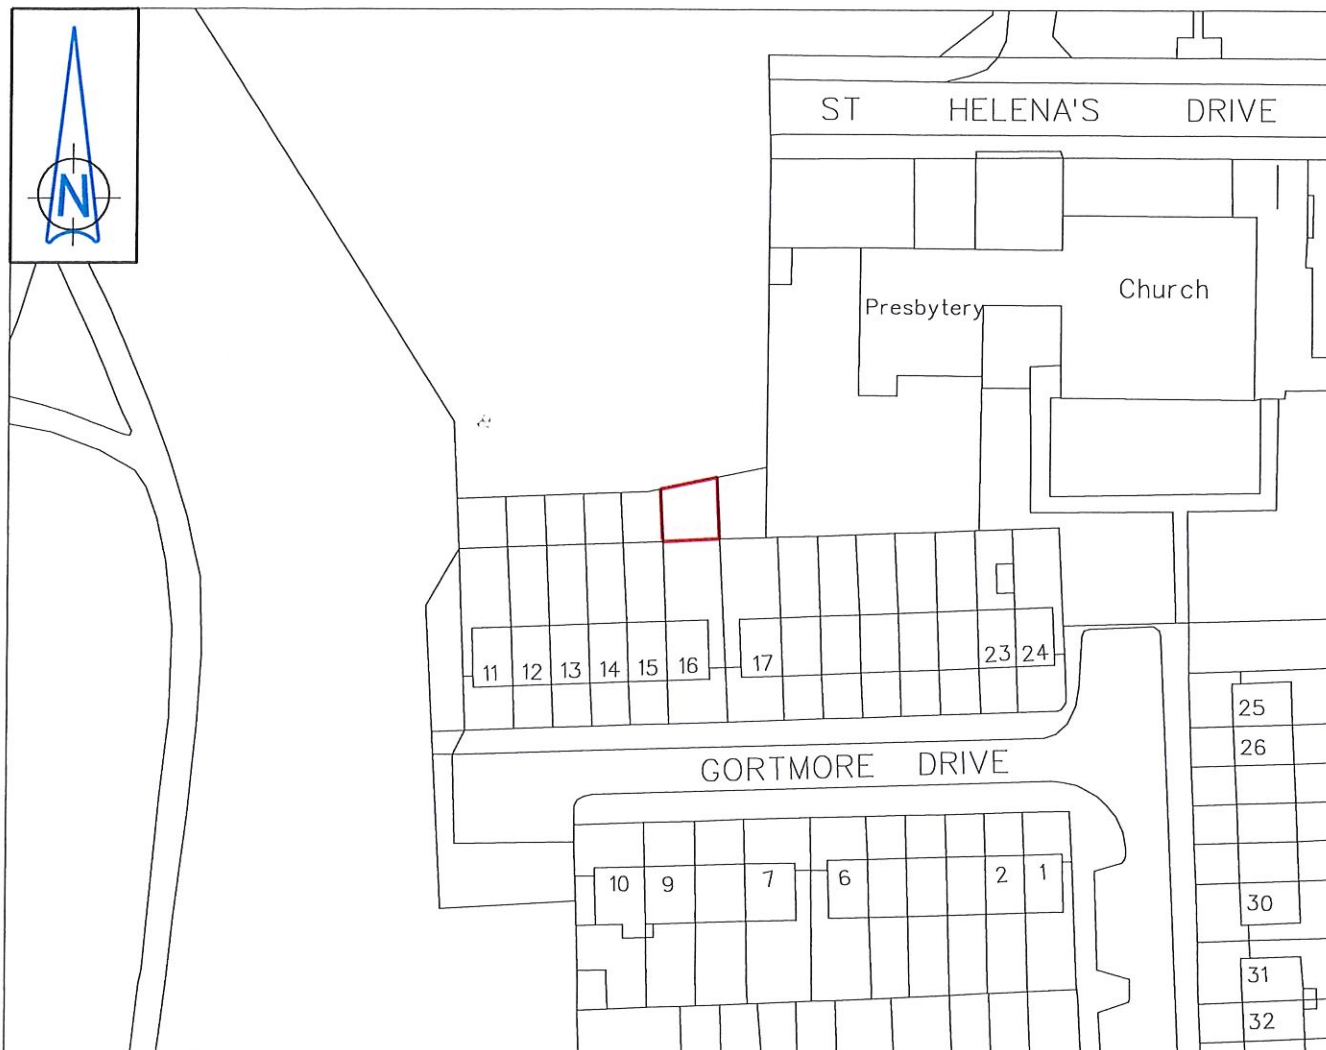 N
ST HELENA'S DRIVE
Church
Presbytery
11 12 13 14 15 16 17 23 24
25
26
GORTMORE DRIVE
10 9 7 6 2 1
30
31
32